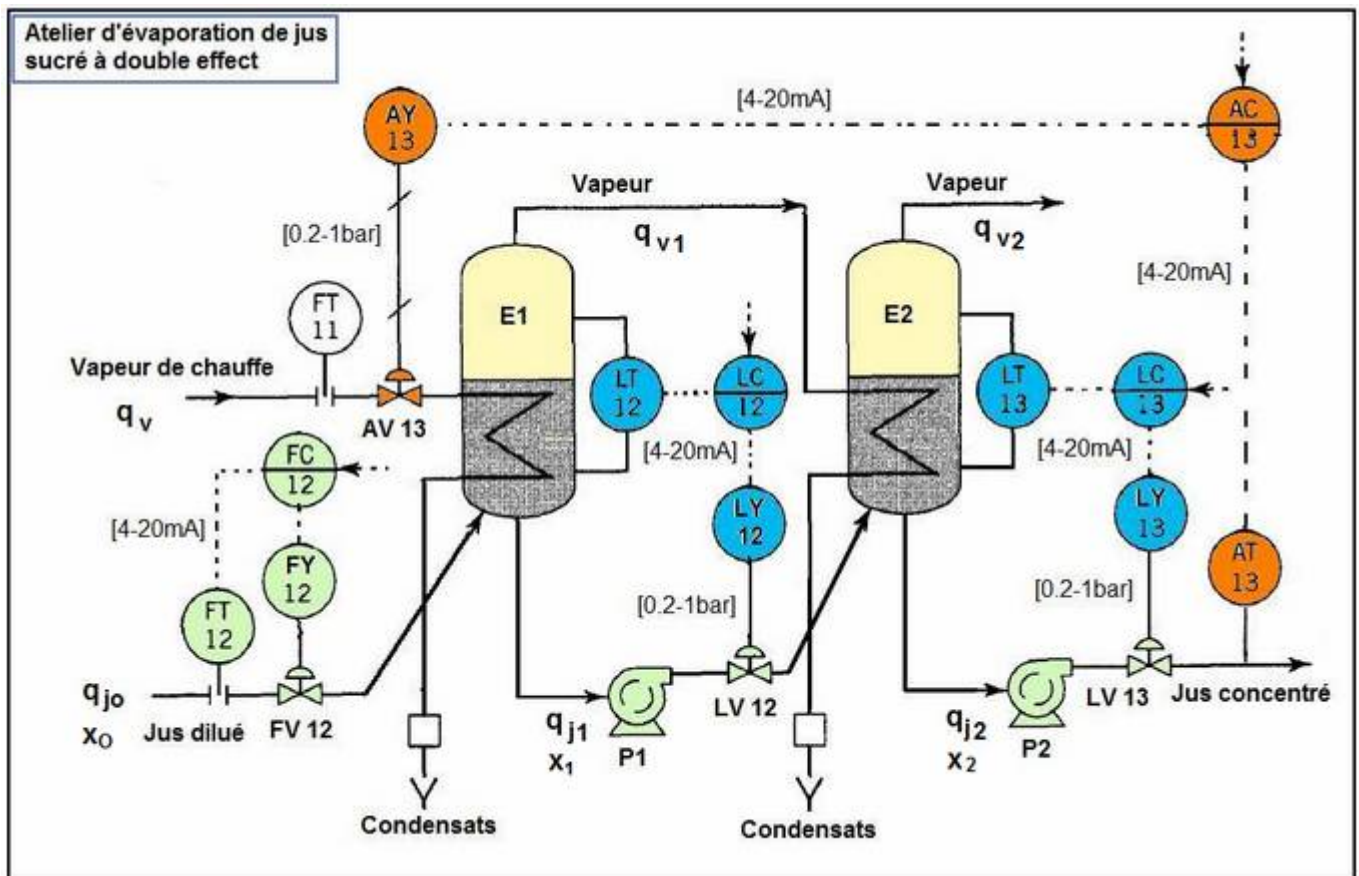 Atelier d'évaporation de jus
sucré à double effect
[4-20mA]
AY
13
AC
13
Vapeur
q v1
Vapeur
q v2
[0.2-1bar]
[4-20mA]
FT
11
E1
E2
Vapeur de chauffe
q v
AV 13
LT
12
LC
12
LT
13
LC
13
[4-20mA]
[4-20mA]
FC
12
[4-20mA]
FY
12
LY
12
LY
13
FT
12
AT
13
[0.2-1bar]
[0.2-1bar]
q jo
x O
Jus dilué
FV 12
q j1
x 1
P1
LV 12
q j2
x 2
P2
LV 13
Jus concentré
Condensats
Condensats